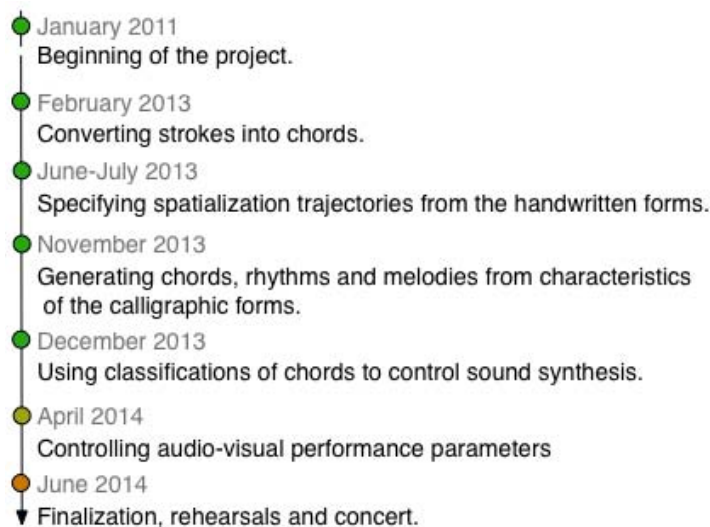 January 2011
Beginning of the project.
February 2013
Converting strokes into chords.
June-July 2013
Specifying spatialization trajectories from the handwritten forms.
November 2013
Generating chords, rhythms and melodies from characteristics
of the calligraphic forms.
December 2013
Using classifications of chords to control sound synthesis.
April 2014
Controlling audio-visual performance parameters
June 2014
Finalization, rehearsals and concert.